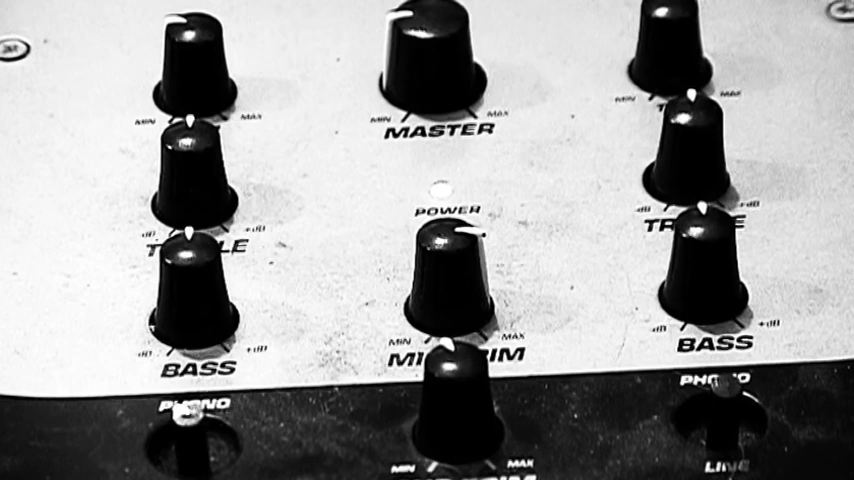 MIN MAX
MIN MAX
MASTER
MIN MAX
POWER
-dB +dB
-dB +dB
MIN MAX
-dB +dB
BASS
-dB +dB
BASS
PHONO
PHONO
MIN MAX
LINE